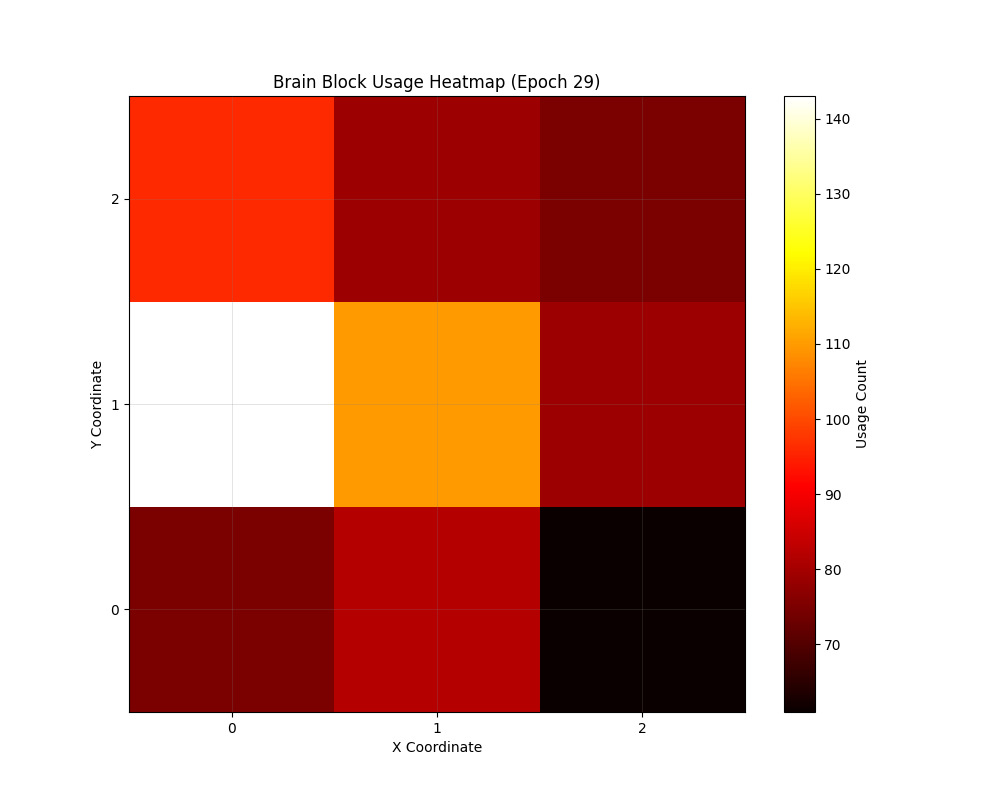 Brain Block Usage Heatmap (Epoch 29)
2
1
0
Y Coordinate
0 1 2
X Coordinate
140
130
120
110
100
90
80
70
Usage Count